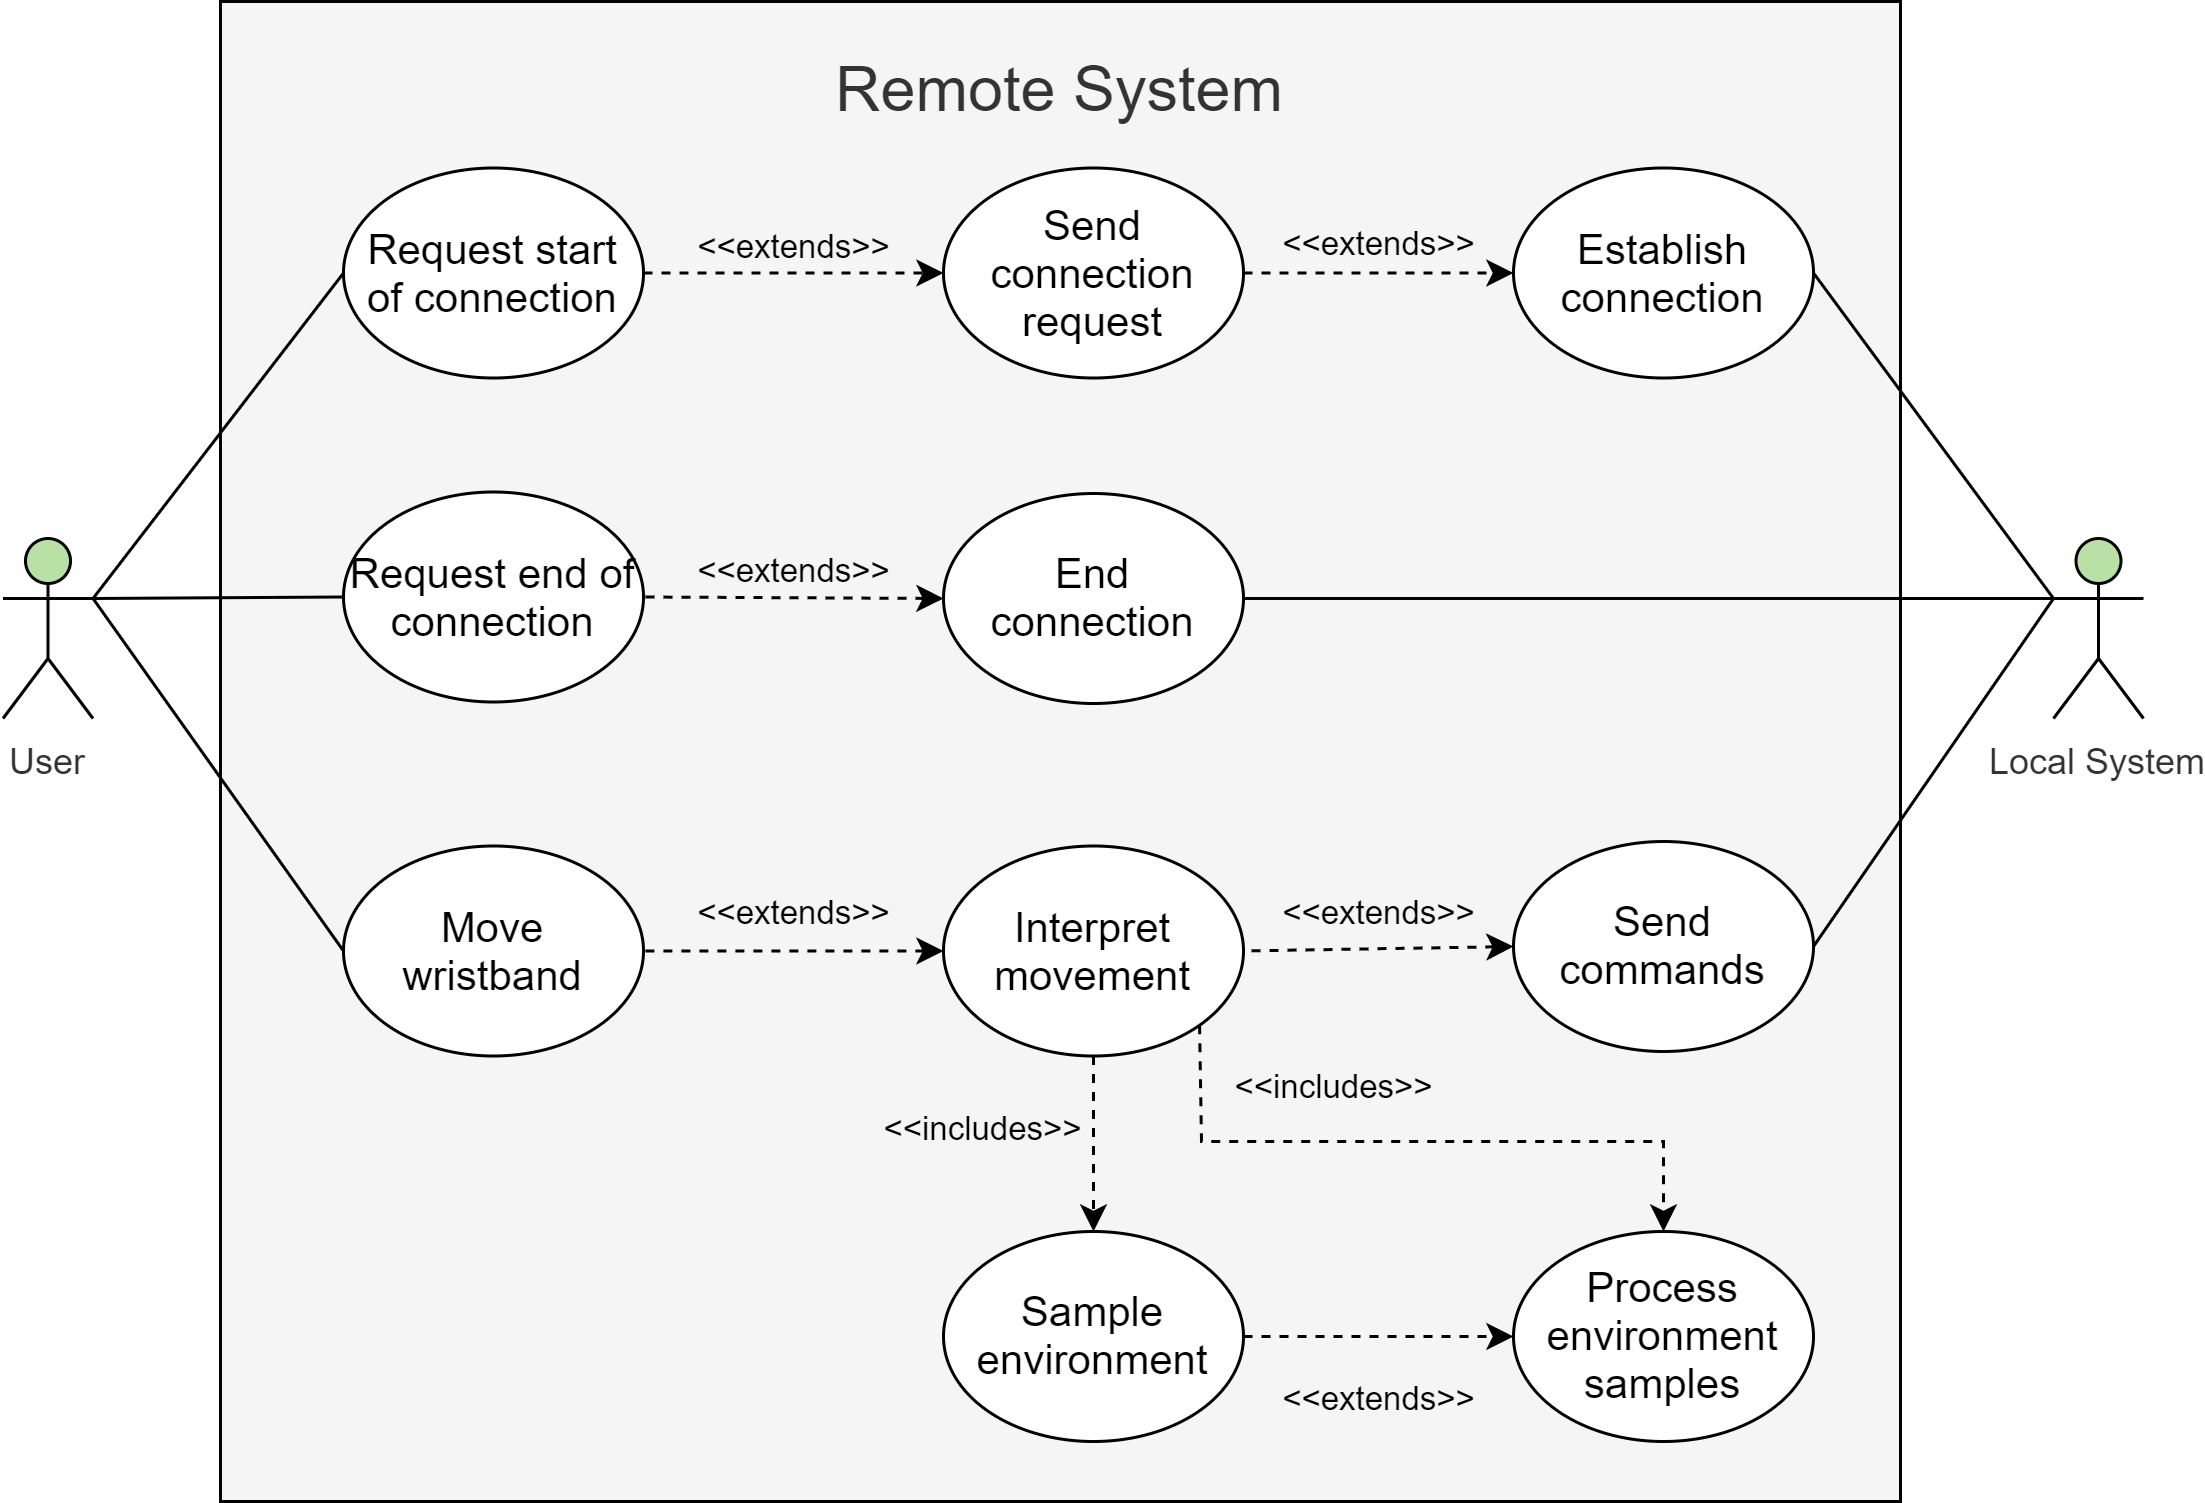 Remote System
Request start
of connection
<<extends>>
Send
connection
request
<<extends>>
Establish
connection
Request end of
connection
<<extends>>
End
connection
User
Local System
Move
wristband
<<extends>>
Interpret
movement
<<extends>>
Send
commands
<<includes>>
<<includes>>
Sample
environment
<<extends>>
Process
environment
samples